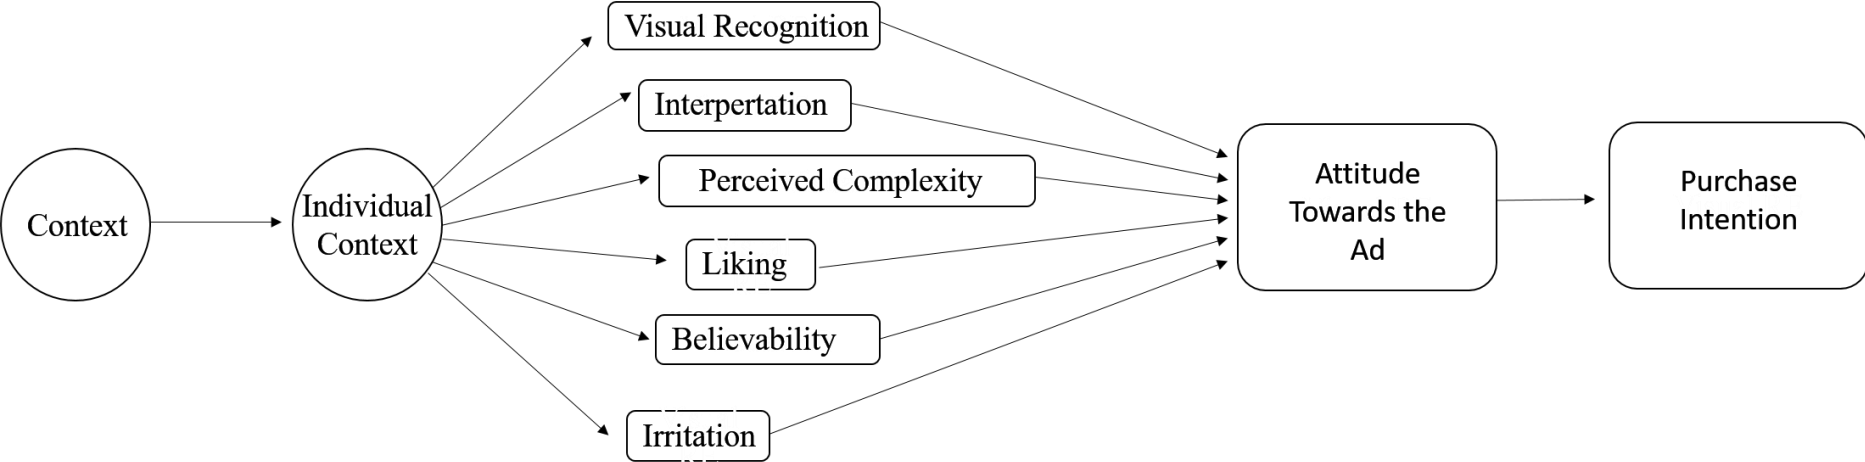 Context
Individual
Context
Visual Recognition
Interpertation
Perceived Complexity
Liking
Believability
Irritation
Attitude
Towards the
Ad
Purchase
Intention